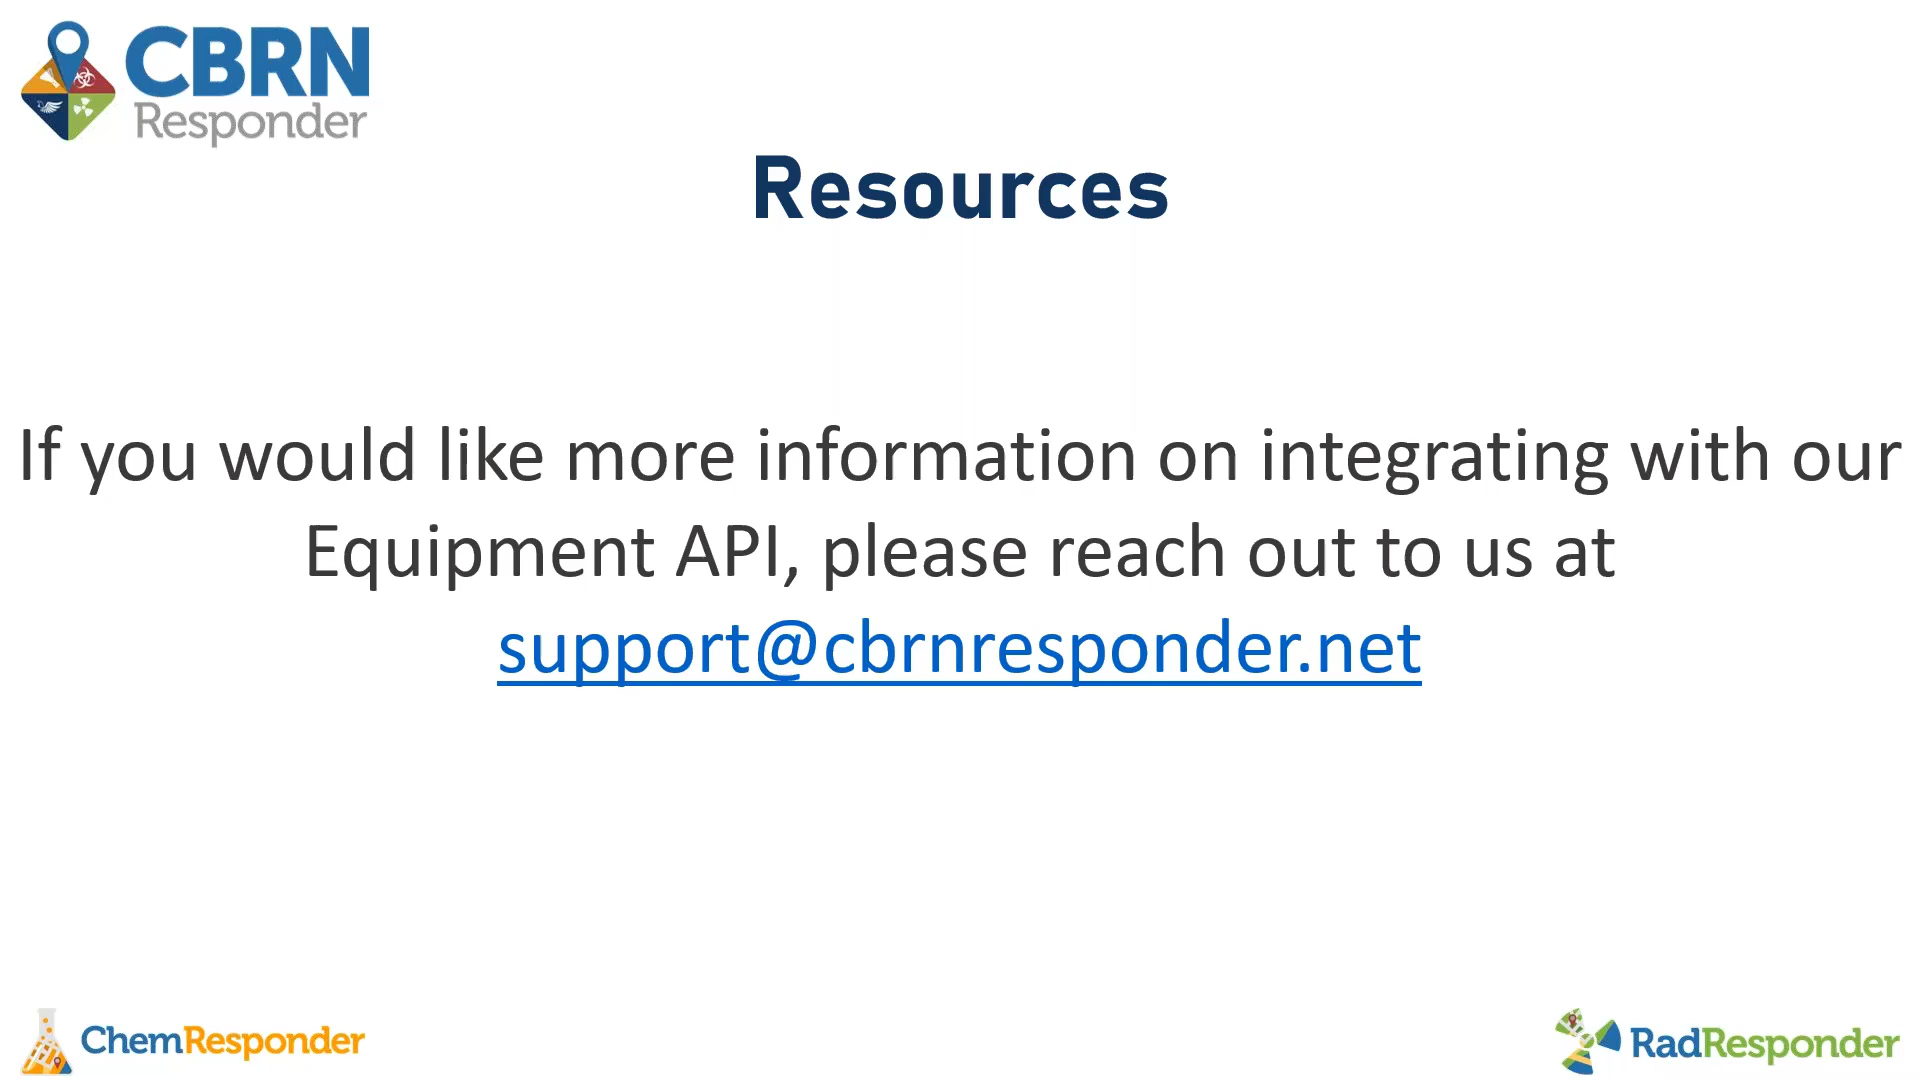 CBRN
Responder
Resources
If you would like more information on integrating with our
Equipment API, please reach out to us at
support@cbrnresponder.net
ChemResponder
RadResponder